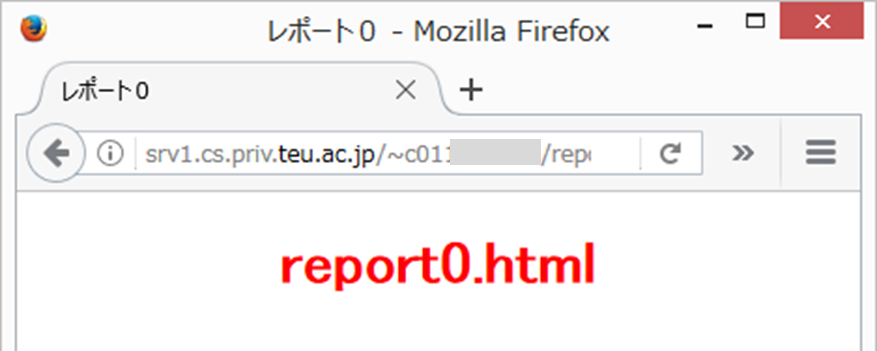 レポート0 - Mozilla Firefox
レポート0
srv1.cs.priv.teu.ac.jp/~c011 /repo
report0.html